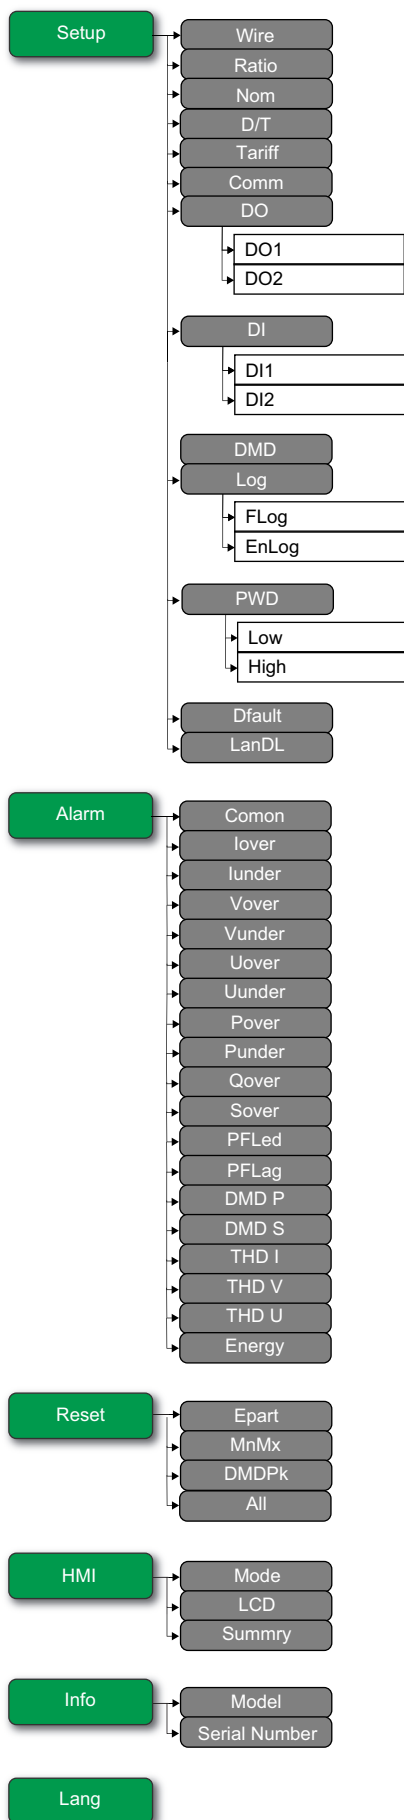 Setup
Wire
Ratio
Nom
D/T
Tariff
Comm
DO
DO1
DO2
DI
DI1
DI2
DMD
Log
FLog
EnLog
PWD
Low
High
Dfault
LanDL
Alarm
Comon
Iover
Iunder
Vover
Vunder
Uover
Uunder
Pover
Punder
Qover
Sover
PFLed
PFLag
DMD P
DMD S
THD I
THD V
THD U
Energy
Reset
Epart
MnMx
DMDPk
All
HMI
Mode
LCD
Summry
Info
Model
Serial Number
Lang